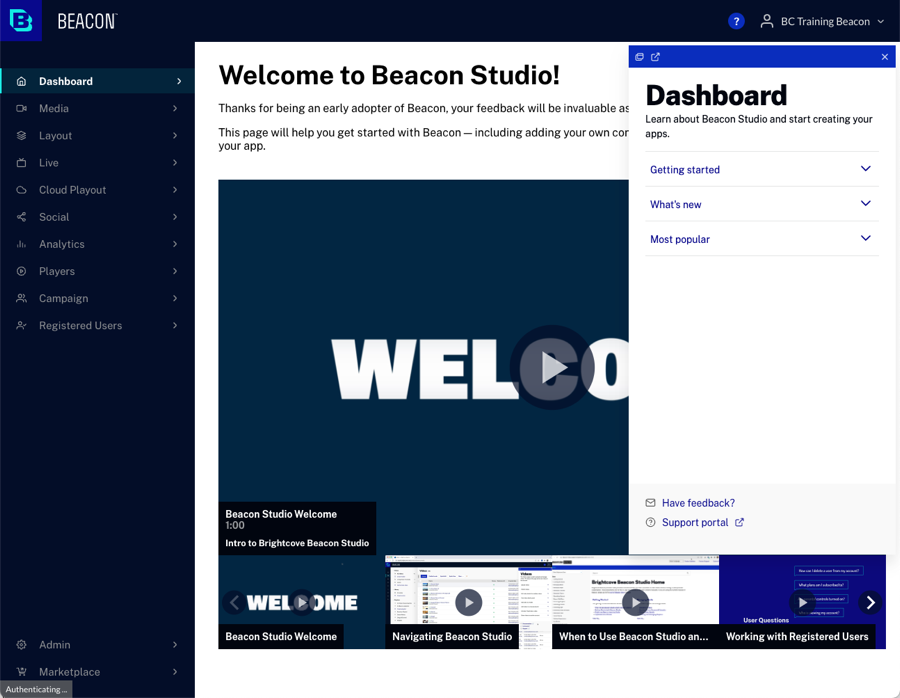 BEACON
? BC Training Beacon
Dashboard
Media
Layout
Live
Cloud Playout
Social
Analytics
Players
Campaign
Registered Users
Admin
Marketplace
Authenticating ...
Welcome to Beacon Studio!
Thanks for being an early adopter of Beacon, your feedback will be invaluable as
This page will help you get started with Beacon — including adding your own
your app.
WELCO
Beacon Studio Welcome
1:00
Intro to Brightcove Beacon Studio
WELCOME
Beacon Studio Welcome
Videos
Navigating Beacon Studio
Brightcove Beacon Studio Home
When to Use Beacon Studio an...
User Questions
Working with Registered Users
Dashboard
Learn about Beacon Studio and start creating your
apps.
Getting started
What's new
Most popular
Have feedback?
Support portal